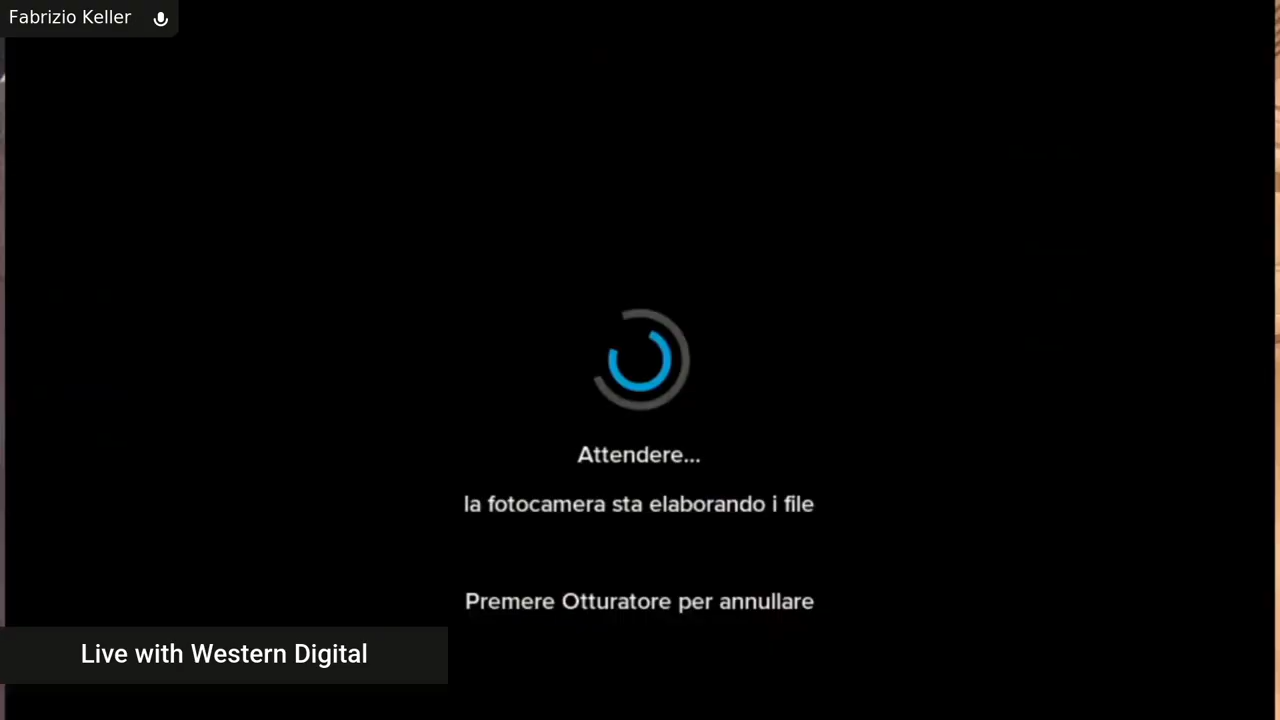 Fabrizio Keller
Attendere...
la fotocamera sta elaborando i file
Premere Otturatore per annullare
Live with Western Digital